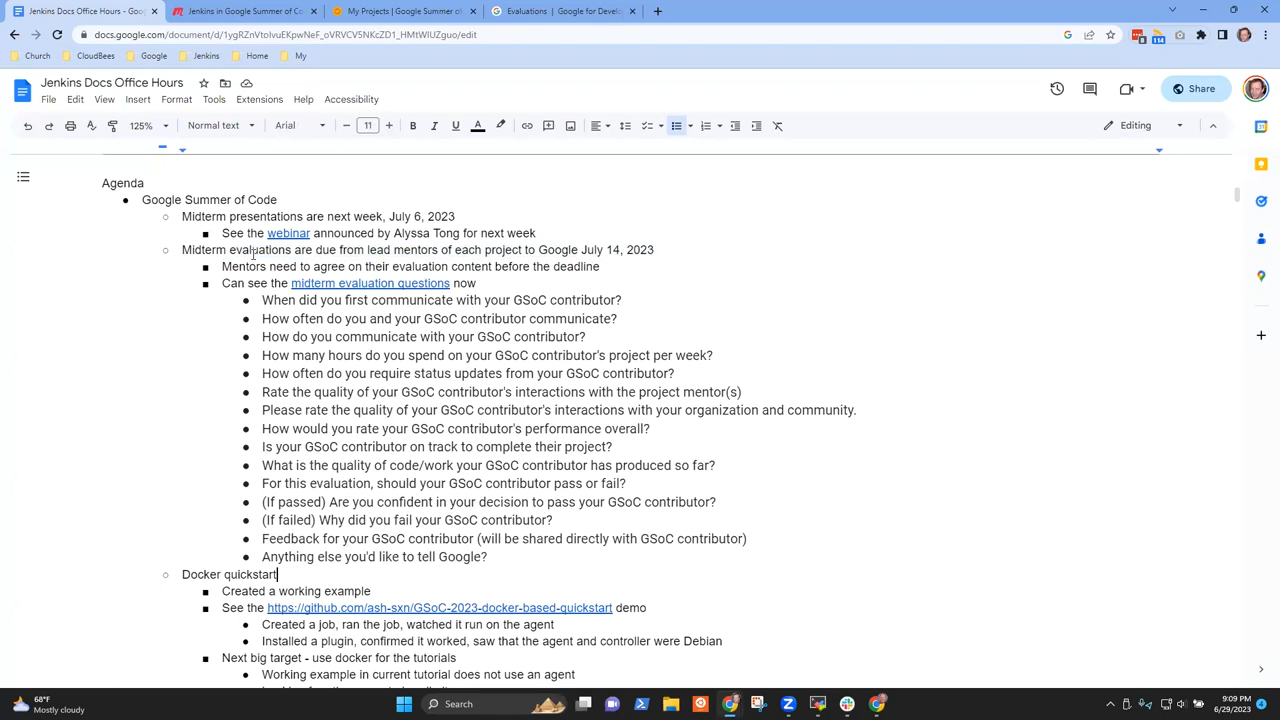 Jenkins Docs Office Hours - Goo
Jenkins in Google Summer of Co
My Projects | Google Summer of
Evaluations | Google for Develop
docs.google.com/document/d/1ygRZnVtoIvuEKpwNeF_oVRVCV5NKcZD1_HMtWIUZguo/edit
Church
CloudBees
Google
Jenkins
Home
My
Jenkins Docs Office Hours
File Edit View Insert Format Tools Extensions Help Accessibility
Share
125% Normal text Arial 11 Editing
Agenda
● Google Summer of Code
○ Midterm presentations are next week, July 6, 2023
■ See the webinar announced by Alyssa Tong for next week
○ Midterm evaluations are due from lead mentors of each project to Google July 14, 2023
■ Mentors need to agree on their evaluation content before the deadline
■ Can see the midterm evaluation questions now
● When did you first communicate with your GSoC contributor?
● How often do you and your GSoC contributor communicate?
● How do you communicate with your GSoC contributor?
● How many hours do you spend on your GSoC contributor's project per week?
● How often do you require status updates from your GSoC contributor?
● Rate the quality of your GSoC contributor's interactions with the project mentor(s)
● Please rate the quality of your GSoC contributor's interactions with your organization and community.
● How would you rate your GSoC contributor's performance overall?
● Is your GSoC contributor on track to complete their project?
● What is the quality of code/work your GSoC contributor has produced so far?
● For this evaluation, should your GSoC contributor pass or fail?
● (If passed) Are you confident in your decision to pass your GSoC contributor?
● (If failed) Why did you fail your GSoC contributor?
● Feedback for your GSoC contributor (will be shared directly with GSoC contributor)
● Anything else you'd like to tell Google?
○ Docker quickstart
■ Created a working example
■ See the https://github.com/ash-sxn/GSoC-2023-docker-based-quickstart demo
● Created a job, ran the job, watched it run on the agent
● Installed a plugin, confirmed it worked, saw that the agent and controller were Debian
■ Next big target - use docker for the tutorials
● Working example in current tutorial does not use an agent
68°F
Mostly cloudy
Search
9:09 PM
6/29/2023